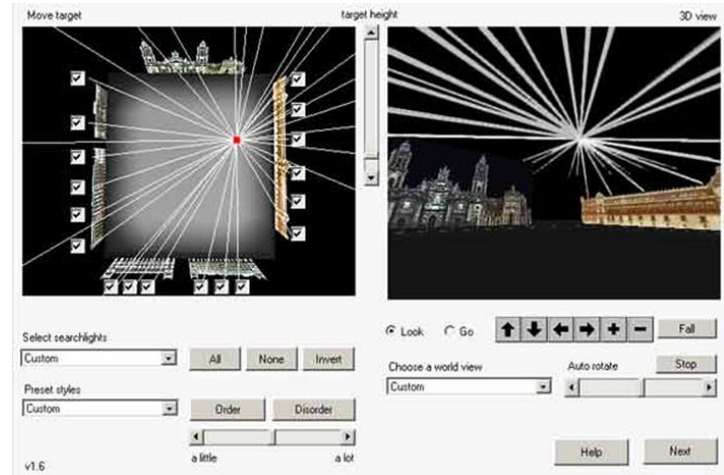 Move target
target height
3D view
Look
Go
Fall
Select searchlights
Custom
All
None
Invert
Choose a world view
Custom
Auto rotate
Stop
Preset styles
Custom
Order
Disorder
a little
a lot
Help
Next
v1.6